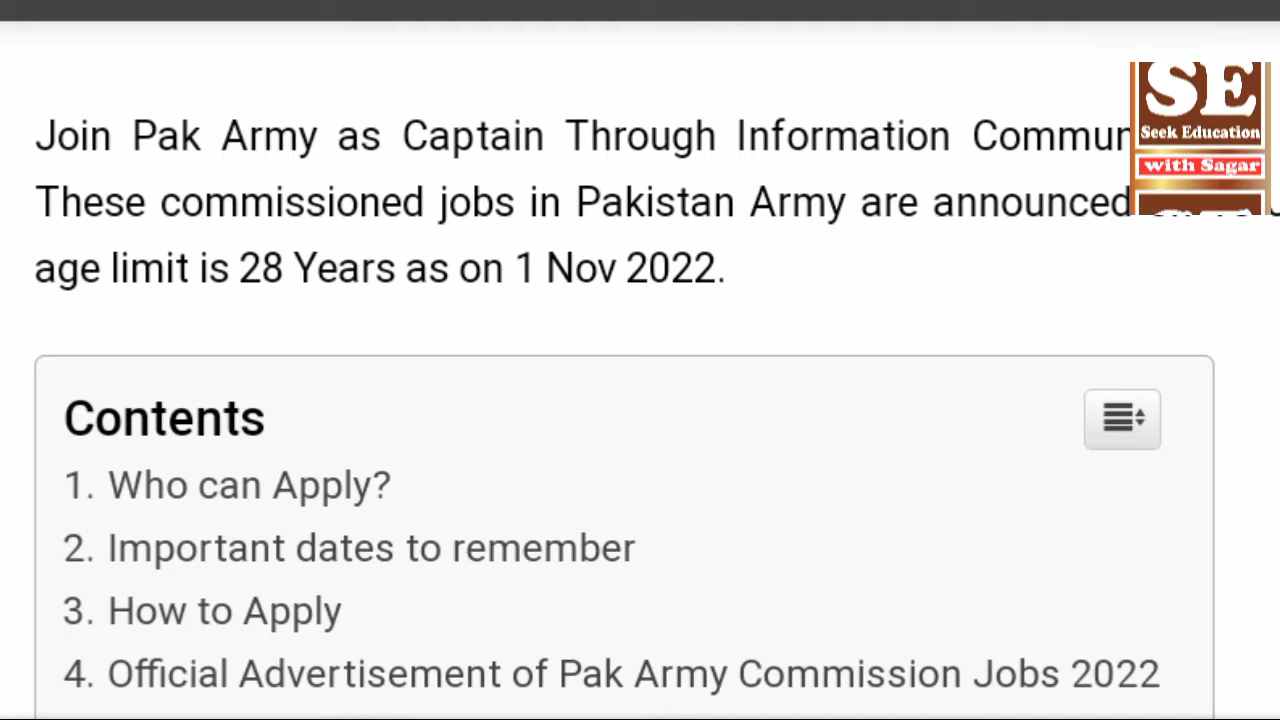 Join Pak Army as Captain Through Information Commun
These commissioned jobs in Pakistan Army are announced
age limit is 28 Years as on 1 Nov 2022.
SE
Seek Education
with Sagar
Contents
1. Who can Apply?
2. Important dates to remember
3. How to Apply
4. Official Advertisement of Pak Army Commission Jobs 2022